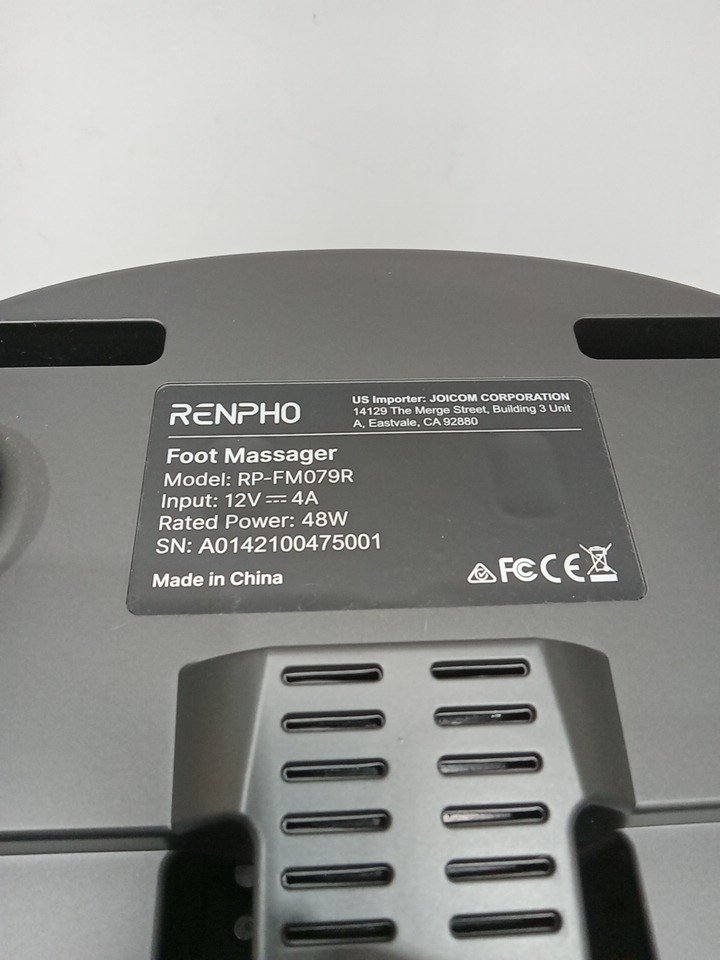 RENPHO
US Importer: JOICOM CORPORATION
14129 The Merge Street, Building 3 Unit
A, Eastvale, CA 92880
Foot Massager
Model: RP-FM079R
Input: 12V⎓4A
Rated Power: 48W
SN: A0142100475001
Made in China
FC CE